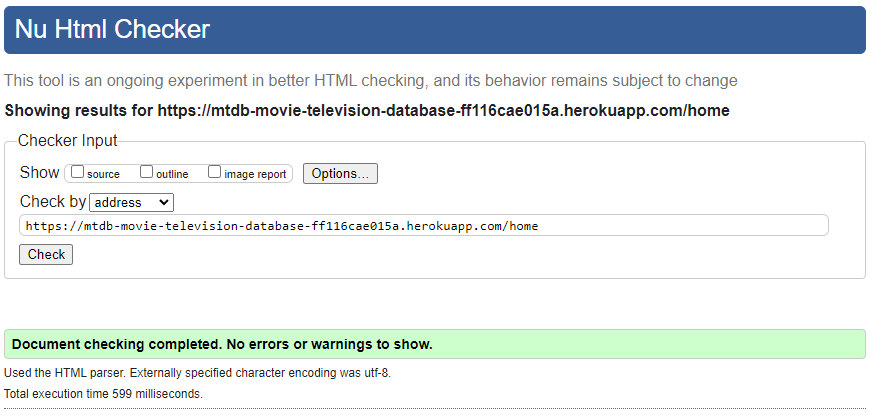 Nu Html Checker
This tool is an ongoing experiment in better HTML checking, and its behavior remains subject to change
Showing results for https://mtdb-movie-television-database-ff116cae015a.herokuapp.com/home
Checker Input
Show source outline image report Options...
Check by address
https://mtdb-movie-television-database-ff116cae015a.herokuapp.com/home
Check
Document checking completed. No errors or warnings to show.
Used the HTML parser. Externally specified character encoding was utf-8.
Total execution time 599 milliseconds.